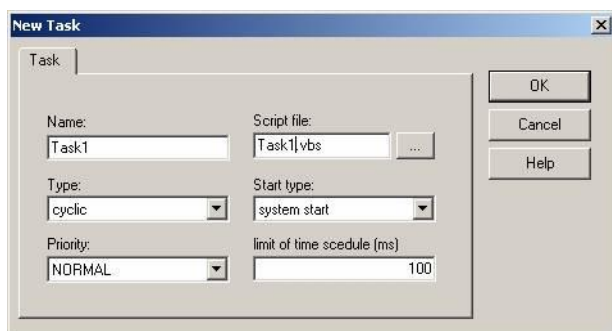 New Task
Task
OK
Name:
Script file:
Task1
Task1.vbs
...
Cancel
Help
Type:
Start type:
cyclic
system start
Priority:
limit of time scedule (ms)
NORMAL
100